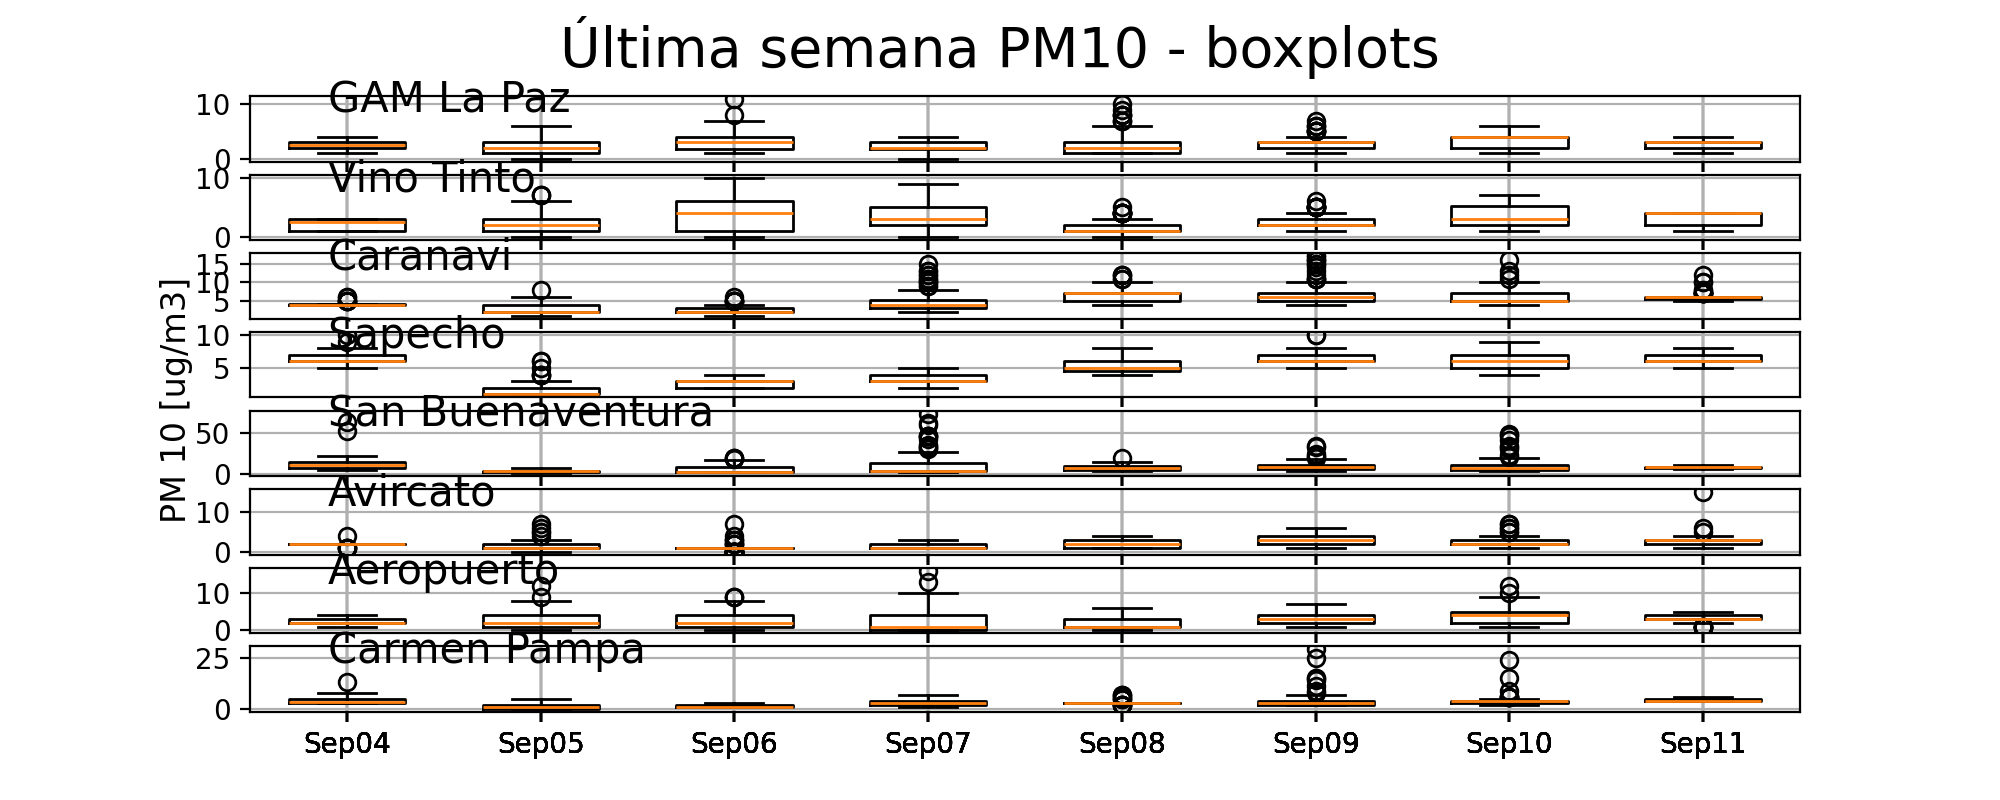 Última semana PM10 - boxplots
GAM La Paz
10
0
Vino Tinto
10
0
Caranavi
15
10
5
Sapecho
10
5
San Buenaventura
50
0
Avircato
10
0
Aeropuerto
10
0
Carmen Pampa
25
0
PM 10 [ug/m3]
Sep04 Sep05 Sep06 Sep07 Sep08 Sep09 Sep10 Sep11